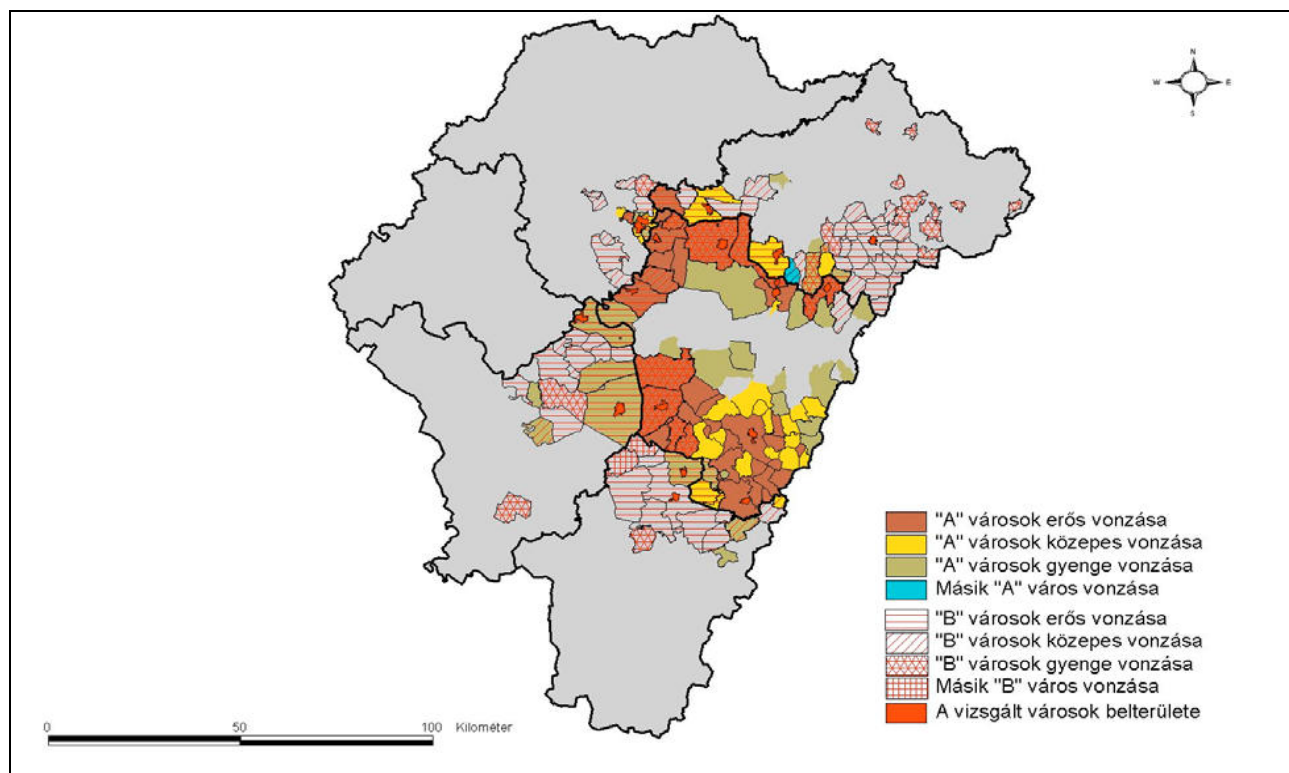 N
W E
S
"A" városok erős vonzása
"A" városok közepes vonzása
"A" városok gyenge vonzása
Másik "A" város vonzása
"B" városok erős vonzása
"B" városok közepes vonzása
"B" városok gyenge vonzása
Másik "B" város vonzása
A vizsgált városok belterülete
0 50 100 Kilométer